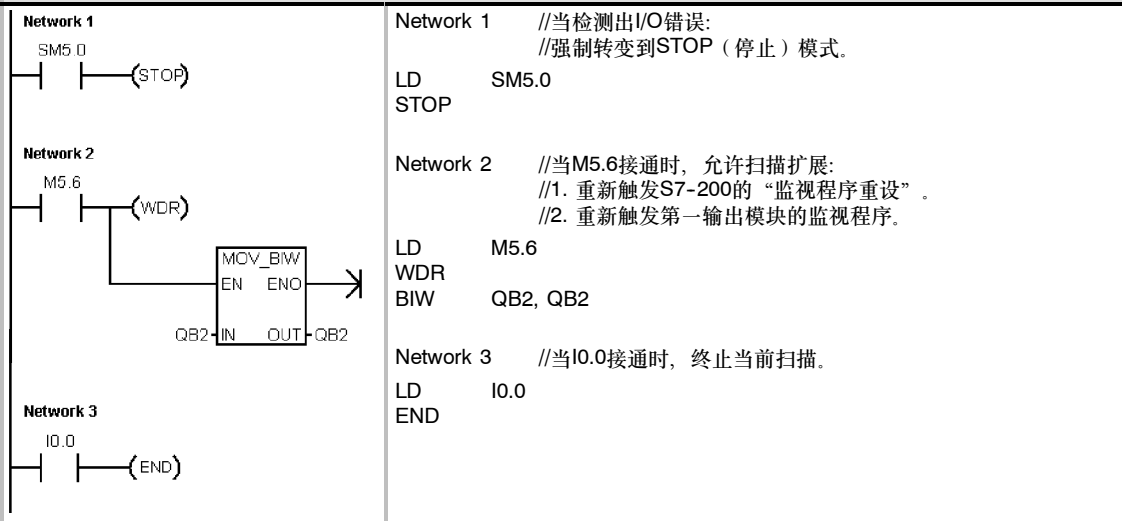 Network 1
SM5.0
(STOP)
Network 2
M5.6
(WDR)
MOV_BIW
EN ENO
QB2 IN OUT QB2
Network 3
I0.0
(END)
Network 1 //当检测出I/O错误:
//强制转变到STOP（停止）模式。
LD SM5.0
STOP
Network 2 //当M5.6接通时，允许扫描扩展:
//1. 重新触发S7-200的“监视程序重设”。
//2. 重新触发第一输出模块的监视程序。
LD M5.6
WDR
BIW QB2, QB2
Network 3 //当I0.0接通时，终止当前扫描。
LD I0.0
END